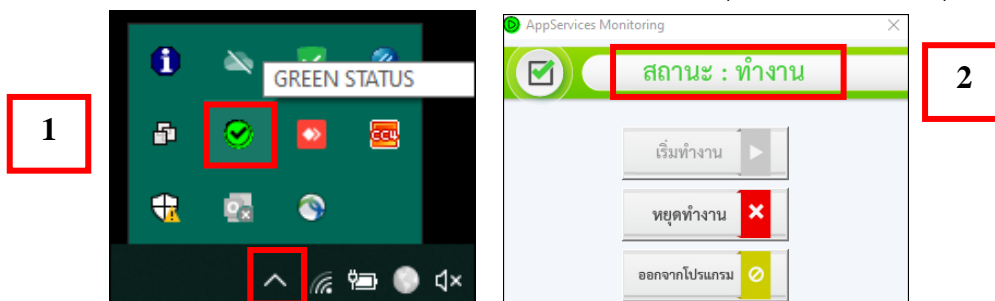 1
GREEN STATUS
CC4
AppServices Monitoring
สถานะ : ทำงาน
เริ่มทำงาน
หยุดทำงาน
ออกจากโปรแกรม
2